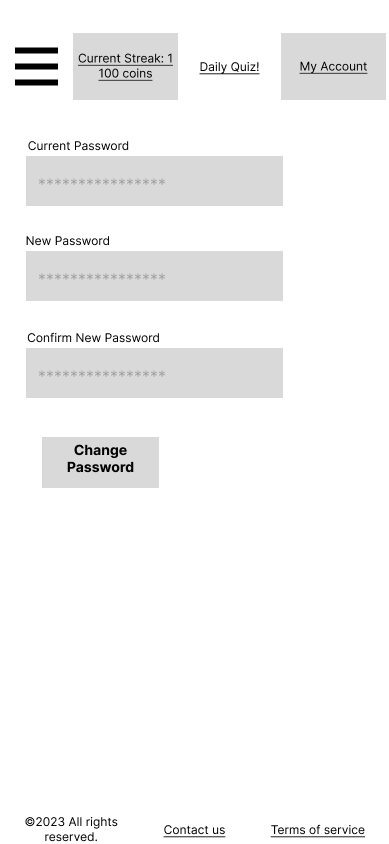 Current Streak: 1
100 coins
Daily Quiz!
My Account
Current Password
****************
New Password
****************
Confirm New Password
****************
Change
Password
©2023 All rights
reserved.
Contact us
Terms of service